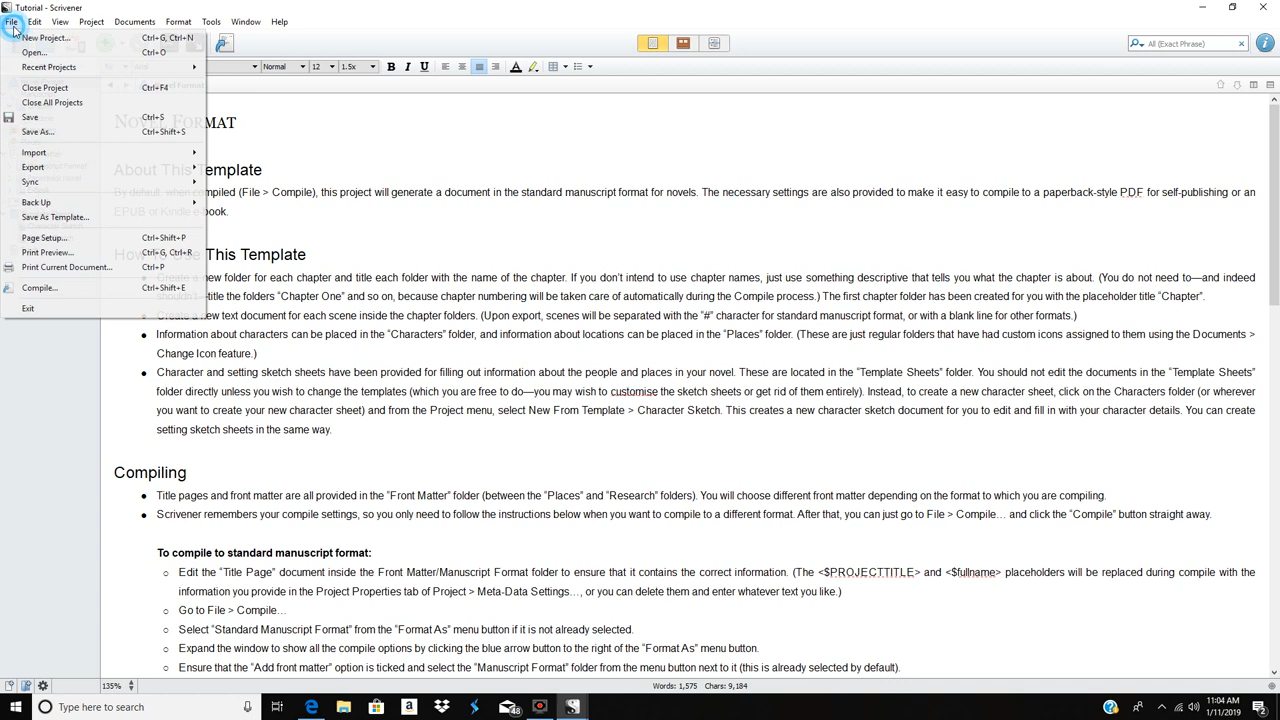 Tutorial - Scrivener
File Edit View Project Documents Format Tools Window Help
New Project... Ctrl+G, Ctrl+N
Open... Ctrl+O
Recent Projects
Close Project Ctrl+F4
Close All Projects
Save Ctrl+S
Save As... Ctrl+Shift+S
Import
Export
Sync
Back Up
Save As Template...
Page Setup... Ctrl+Shift+P
Print Preview... Ctrl+G, Ctrl+R
Print Current Document... Ctrl+P
Compile... Ctrl+Shift+E
Exit
All (Exact Phrase)
Normal 12 1.5x B I U A
Novel Format
NOVEL FORMAT
About This Template
By default, when compiled (File > Compile), this project will generate a document in the standard manuscript format for novels. The necessary settings are also provided to make it easy to compile to a paperback-style PDF for self-publishing or an
EPUB or Kindle e-book.
How To Use This Template
Create a new folder for each chapter and title each folder with the name of the chapter. If you don’t intend to use chapter names, just use something descriptive that tells you what the chapter is about. (You do not need to—and indeed
shouldn’t—title the folders “Chapter One” and so on, because chapter numbering will be taken care of automatically during the Compile process.) The first chapter folder has been created for you with the placeholder title “Chapter”.
Create a new text document for each scene inside the chapter folders. (Upon export, scenes will be separated with the “#” character for standard manuscript format, or with a blank line for other formats.)
● Information about characters can be placed in the “Characters” folder, and information about locations can be placed in the “Places” folder. (These are just regular folders that have had custom icons assigned to them using the Documents >
Change Icon feature.)
● Character and setting sketch sheets have been provided for filling out information about the people and places in your novel. These are located in the “Template Sheets” folder. You should not edit the documents in the “Template Sheets”
folder directly unless you wish to change the templates (which you are free to do—you may wish to customise the sketch sheets or get rid of them entirely). Instead, to create a new character sheet, click on the Characters folder (or wherever
you want to create your new character sheet) and from the Project menu, select New From Template > Character Sketch. This creates a new character sketch document for you to edit and fill in with your character details. You can create
setting sketch sheets in the same way.
Compiling
● Title pages and front matter are all provided in the “Front Matter” folder (between the “Places” and “Research” folders). You will choose different front matter depending on the format to which you are compiling.
● Scrivener remembers your compile settings, so you only need to follow the instructions below when you want to compile to a different format. After that, you can just go to File > Compile… and click the “Compile” button straight away.
To compile to standard manuscript format:
○ Edit the “Title Page” document inside the Front Matter/Manuscript Format folder to ensure that it contains the correct information. (The <$PROJECTTITLE> and <$fullname> placeholders will be replaced during compile with the
information you provide in the Project Properties tab of Project > Meta-Data Settings…, or you can delete them and enter whatever text you like.)
○ Go to File > Compile…
○ Select “Standard Manuscript Format” from the “Format As” menu button if it is not already selected.
○ Expand the window to show all the compile options by clicking the blue arrow button to the right of the “Format As” menu button.
○ Ensure that the “Add front matter” option is ticked and select the “Manuscript Format” folder from the menu button next to it (this is already selected by default).
135% Words: 1,575 Chars: 9,184
Type here to search
48
11:04 AM
1/11/2019
2